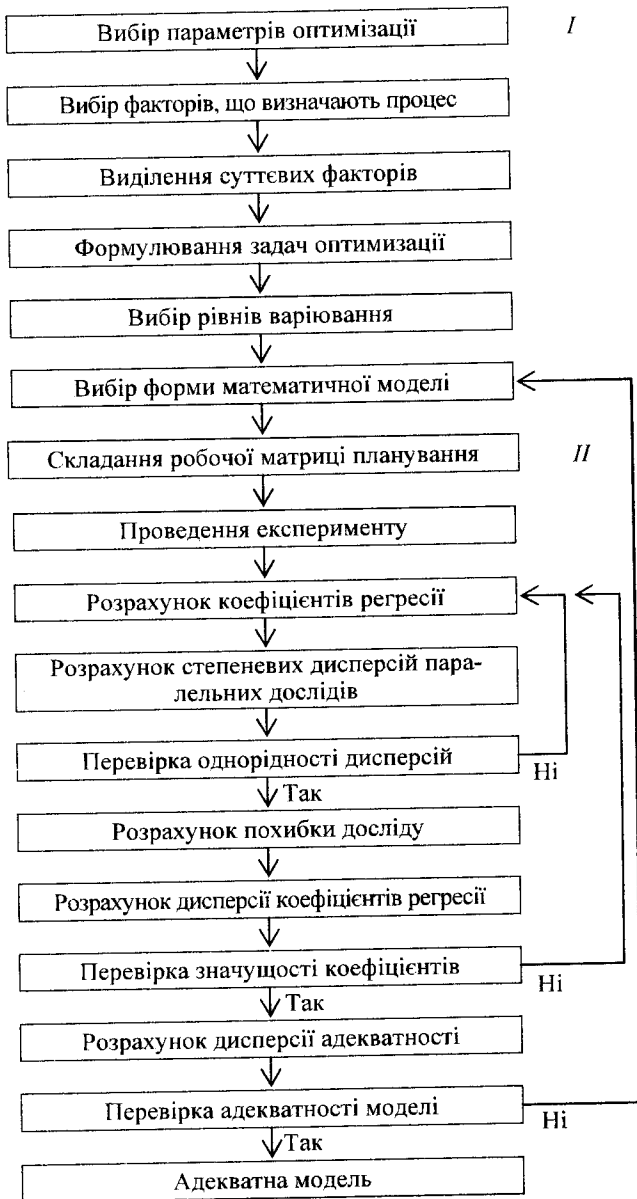 Вибір параметрів оптимізації
I
Вибір факторів, що визначають процес
Виділення суттєвих факторів
Формулювання задач оптимизації
Вибір рівнів варіювання
Вибір форми математичної моделі
Складання робочої матриці планування
II
Проведення експерименту
Розрахунок коефіцієнтів регресії
Розрахунок степеневих дисперсій пара-
лельних дослідів
Перевірка однорідності дисперсій
Ні
Так
Розрахунок похибки досліду
Розрахунок дисперсії коефіцієнтів регресії
Перевірка значущості коефіцієнтів
Ні
Так
Розрахунок дисперсії адекватності
Перевірка адекватності моделі
Ні
Так
Адекватна модель